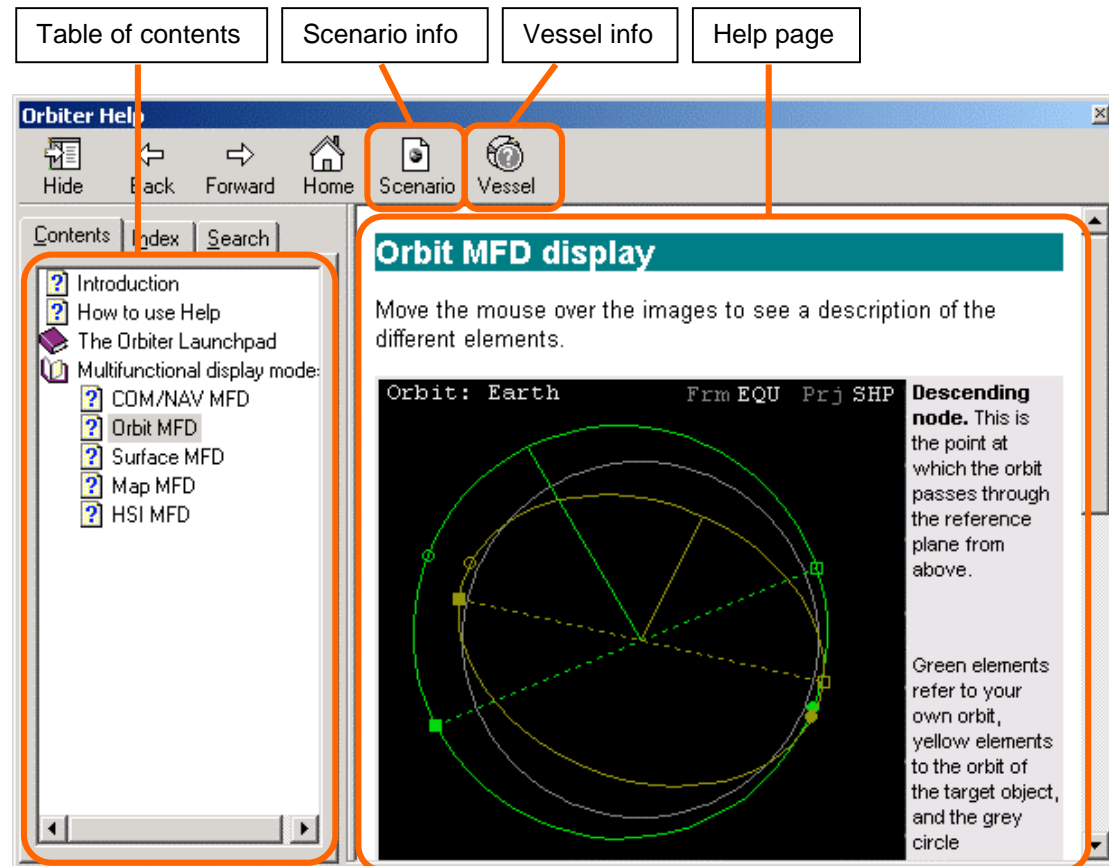 Table of contents
Scenario info
Vessel info
Help page
Orbiter Help
Hide
Back
Forward
Home
Scenario
Vessel
Contents
Index
Search
Introduction
How to use Help
The Orbiter Launchpad
Multifunctional display mode
COM/NAV MFD
Orbit MFD
Surface MFD
Map MFD
HSI MFD
Orbit MFD display
Move the mouse over the images to see a description of the
different elements.
Orbit: Earth Frm EQU Prj SHP
Descending
node. This is
the point at
which the orbit
passes through
the reference
plane from
above.
Green elements
refer to your
own orbit,
yellow elements
to the orbit of
the target object,
and the grey
circle